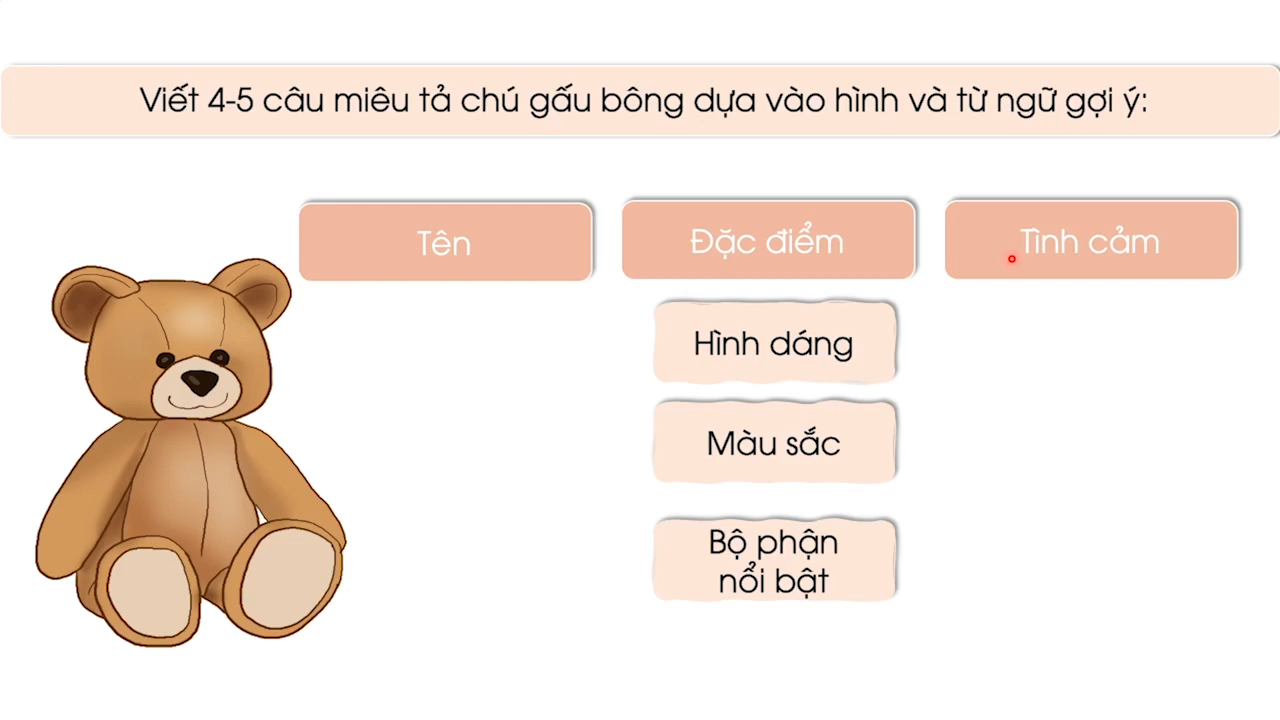 Viết 4-5 câu miêu tả chú gấu bông dựa vào hình và từ ngữ gợi ý:
Tên
Đặc điểm
Tình cảm
Hình dáng
Màu sắc
Bộ phận
nổi bật